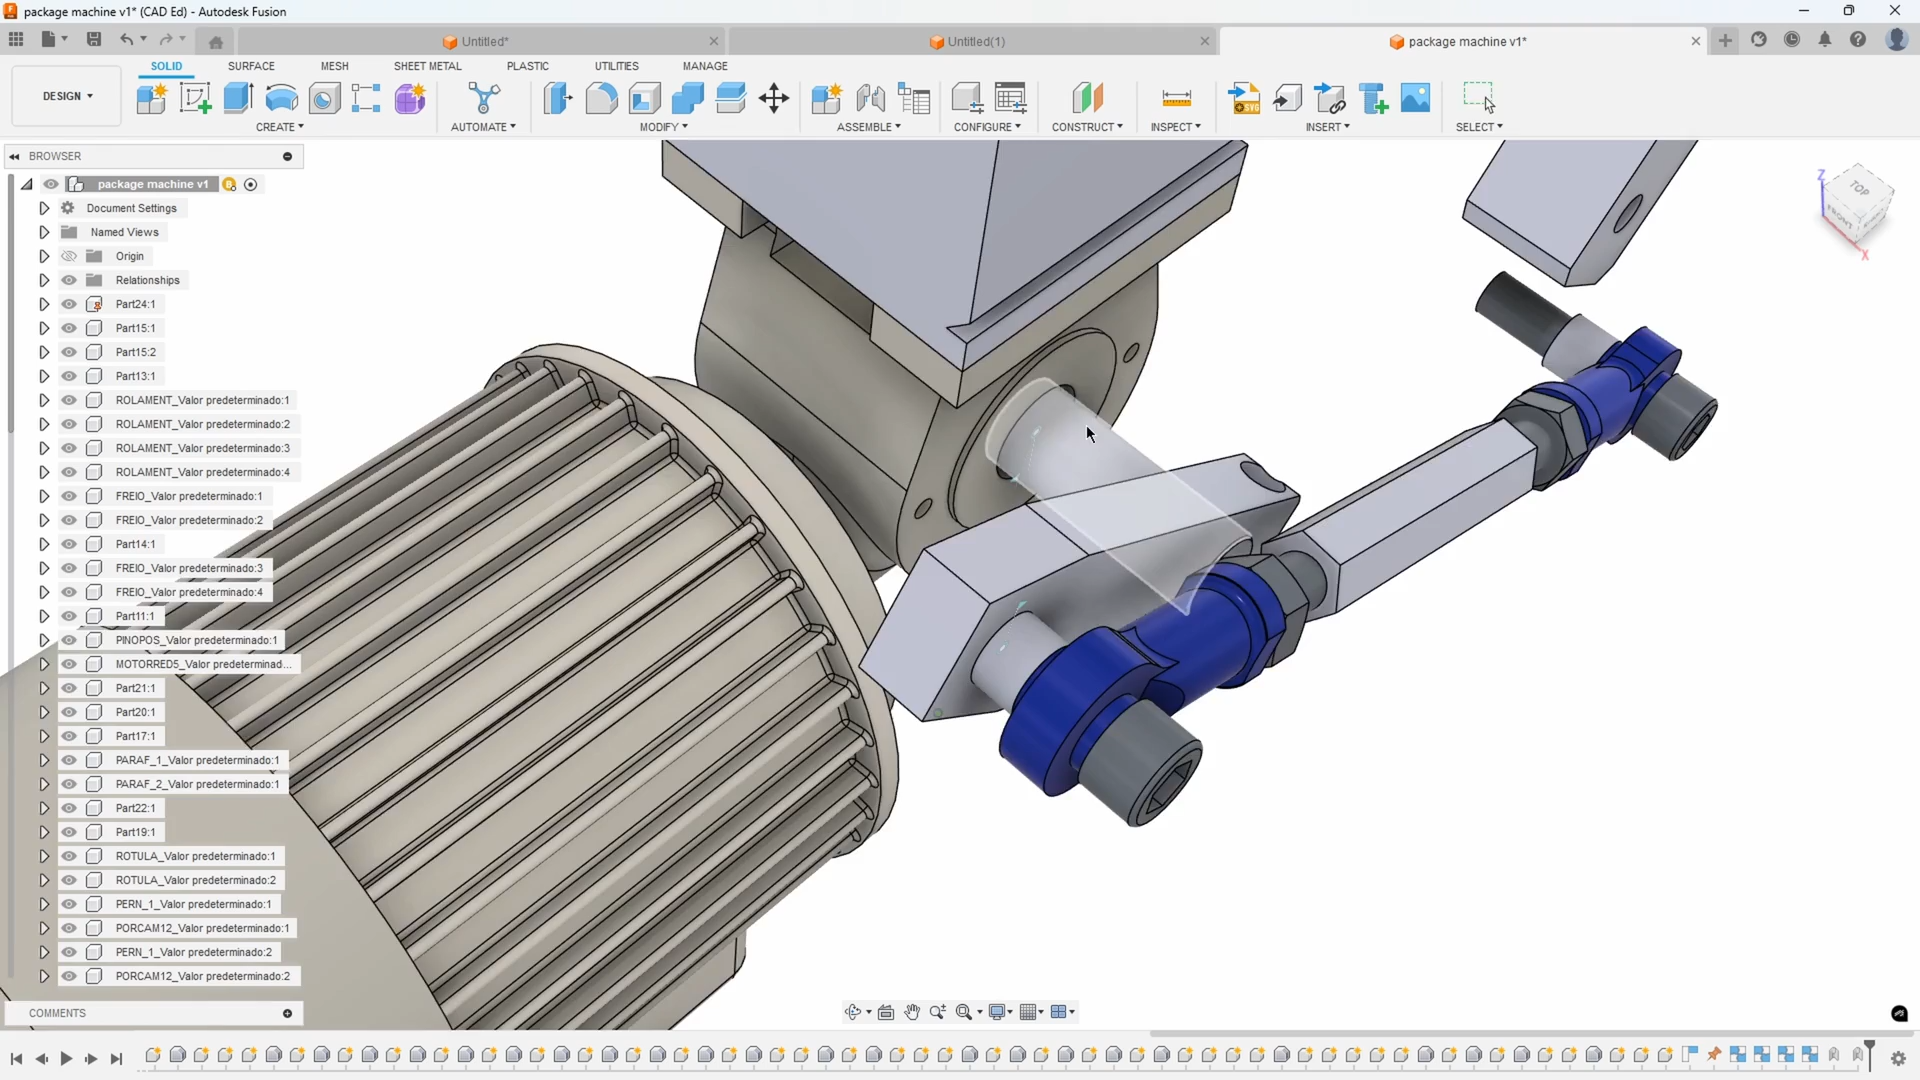 package machine v1* (CAD Ed) - Autodesk Fusion
Untitled*
Untitled(1)
package machine v1*
SOLID SURFACE MESH SHEET METAL PLASTIC UTILITIES MANAGE
DESIGN
SVG
CREATE AUTOMATE MODIFY ASSEMBLE CONFIGURE CONSTRUCT INSPECT INSERT SELECT
BROWSER
package machine v1
Document Settings
Named Views
Origin
Relationships
Part24:1
Part15:1
Part15:2
Part13:1
ROLAMENT_Valor predeterminado:1
ROLAMENT_Valor predeterminado:2
ROLAMENT_Valor predeterminado:3
ROLAMENT_Valor predeterminado:4
FREIO_Valor predeterminado:1
FREIO_Valor predeterminado:2
Part14:1
FREIO_Valor predeterminado:3
FREIO_Valor predeterminado:4
Part11:1
PINOPOS_Valor predeterminado:1
MOTORRED5_Valor predeterminad...
Part21:1
Part20:1
Part17:1
PARAF_1_Valor predeterminado:1
PARAF_2_Valor predeterminado:1
Part22:1
Part19:1
ROTULA_Valor predeterminado:1
ROTULA_Valor predeterminado:2
PERN_1_Valor predeterminado:1
PORCAM12_Valor predeterminado:1
PERN_1_Valor predeterminado:2
PORCAM12_Valor predeterminado:2
COMMENTS
Z
TOP
FRONT
X